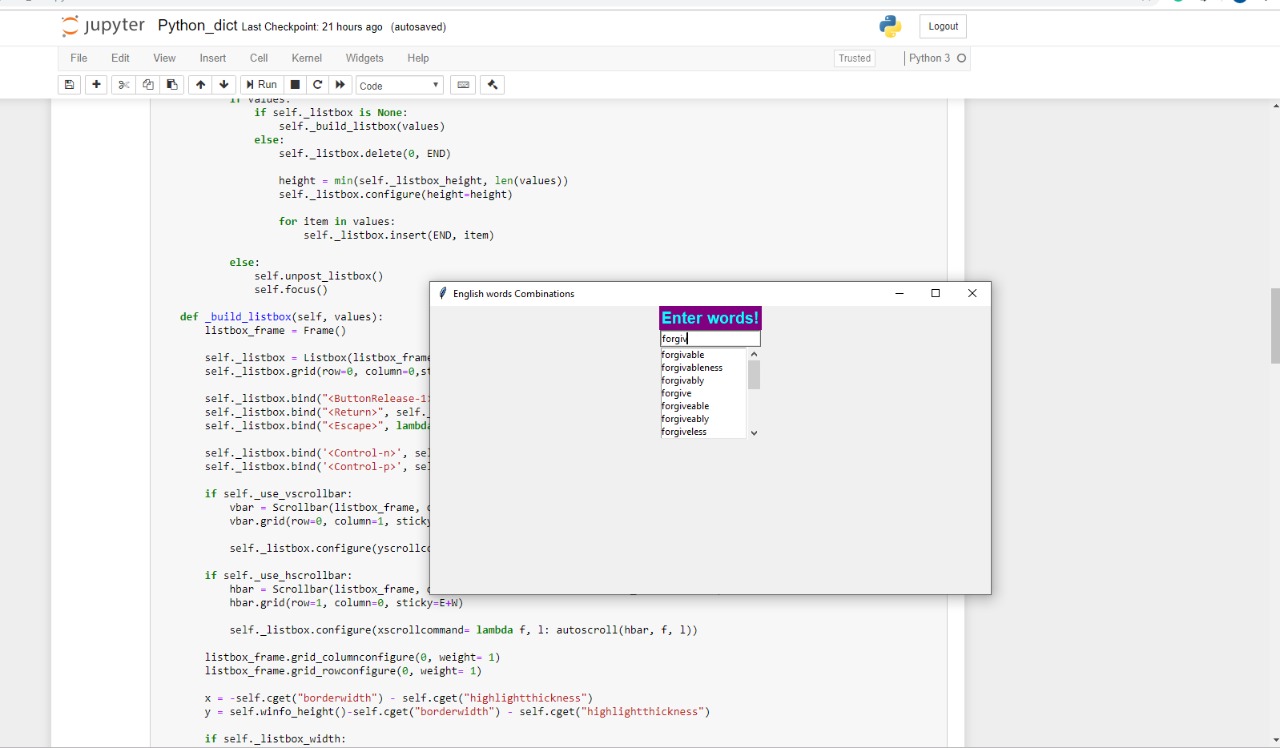 jupyter Python_dict Last Checkpoint: 21 hours ago (autosaved)
Logout
File Edit View Insert Cell Kernel Widgets Help
Trusted
Python 3
Run
Code
if values:
if self._listbox is None:
self._build_listbox(values)
else:
self._listbox.delete(0, END)
height = min(self._listbox_height, len(values))
self._listbox.configure(height=height)
for item in values:
self._listbox.insert(END, item)
else:
self.unpost_listbox()
self.focus()
def _build_listbox(self, values):
listbox_frame = Frame()
self._listbox = Listbox(listbox_frame
self._listbox.grid(row=0, column=0,st
self._listbox.bind("<ButtonRelease-1>
self._listbox.bind("<Return>", self._
self._listbox.bind("<Escape>", lambda
self._listbox.bind('<Control-n>', se
self._listbox.bind('<Control-p>', se
if self._use_vscrollbar:
vbar = Scrollbar(listbox_frame,
vbar.grid(row=0, column=1, sticky
self._listbox.configure(yscrollco
if self._use_hscrollbar:
hbar = Scrollbar(listbox_frame,
hbar.grid(row=1, column=0, sticky=E+W)
self._listbox.configure(xscrollcommand= lambda f, l: autoscroll(hbar, f, l))
listbox_frame.grid_columnconfigure(0, weight= 1)
listbox_frame.grid_rowconfigure(0, weight= 1)
x = -self.cget("borderwidth") - self.cget("highlightthickness")
y = self.winfo_height()-self.cget("borderwidth") - self.cget("highlightthickness")
if self._listbox_width:
English words Combinations
Enter words!
forgiv
forgivable
forgivableness
forgivably
forgive
forgiveable
forgiveably
forgiveless